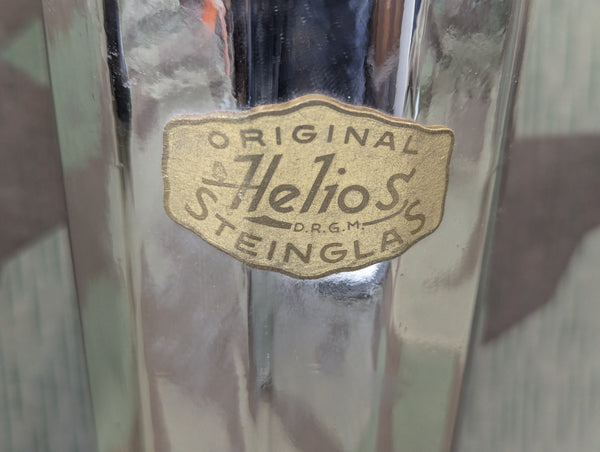 ORIGINAL
Helios
D.R.G.M.
STEINGLAS